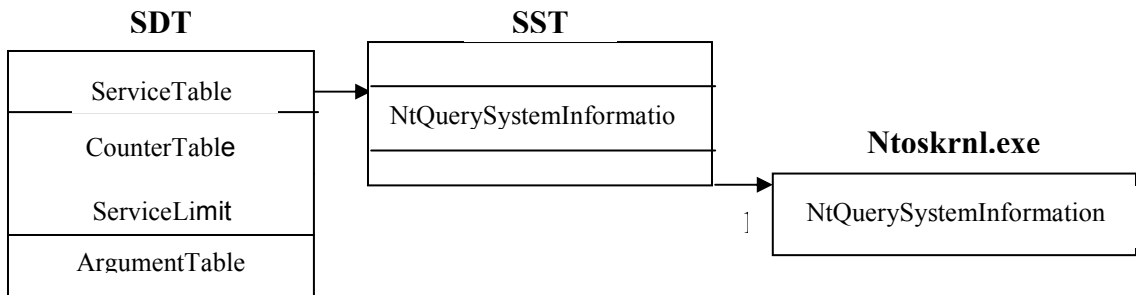 SDT
ServiceTable
CounterTable
ServiceLimit
ArgumentTable
SST
NtQuerySystemInformatio
Ntoskrnl.exe
NtQuerySystemInformation